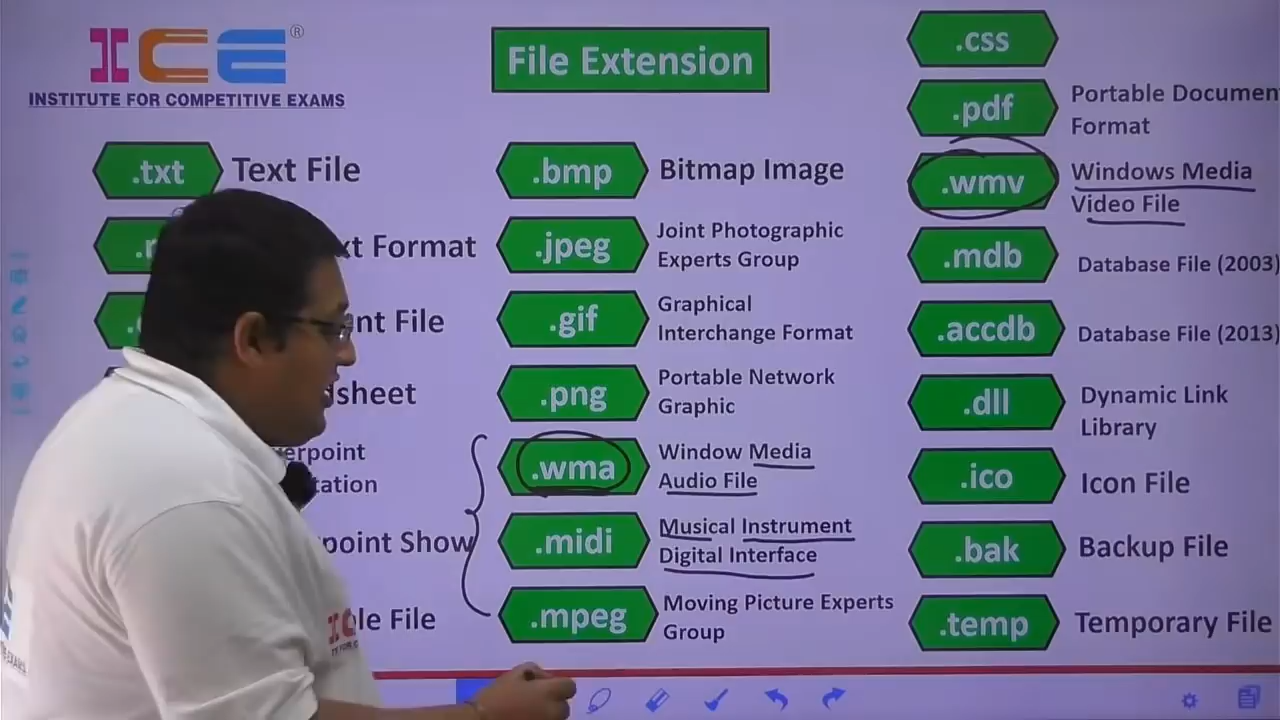 ICE®
INSTITUTE FOR COMPETITIVE EXAMS
File Extension
.txt Text File
xt Format
nt File
dsheet
erpoint
tation
point Show
le File
.bmp Bitmap Image
.jpeg Joint Photographic
Experts Group
.gif Graphical
Interchange Format
.png Portable Network
Graphic
.wma Window Media
Audio File
.midi Musical Instrument
Digital Interface
.mpeg Moving Picture Experts
Group
.css
.pdf Portable Documen
Format
.wmv Windows Media
Video File
.mdb Database File (2003)
.accdb Database File (2013)
.dll Dynamic Link
Library
.ico Icon File
.bak Backup File
.temp Temporary File